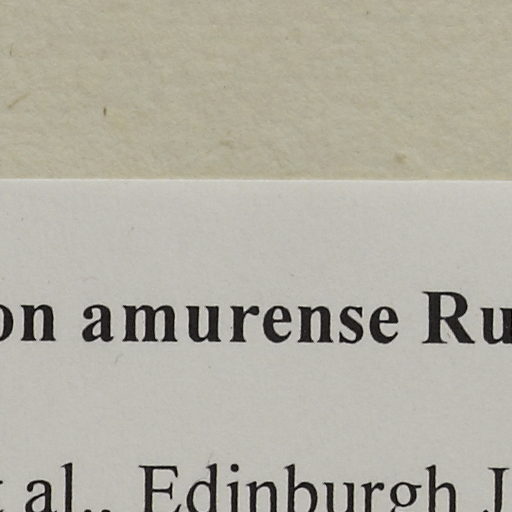 on amurense Ru
t al., Edinburgh J